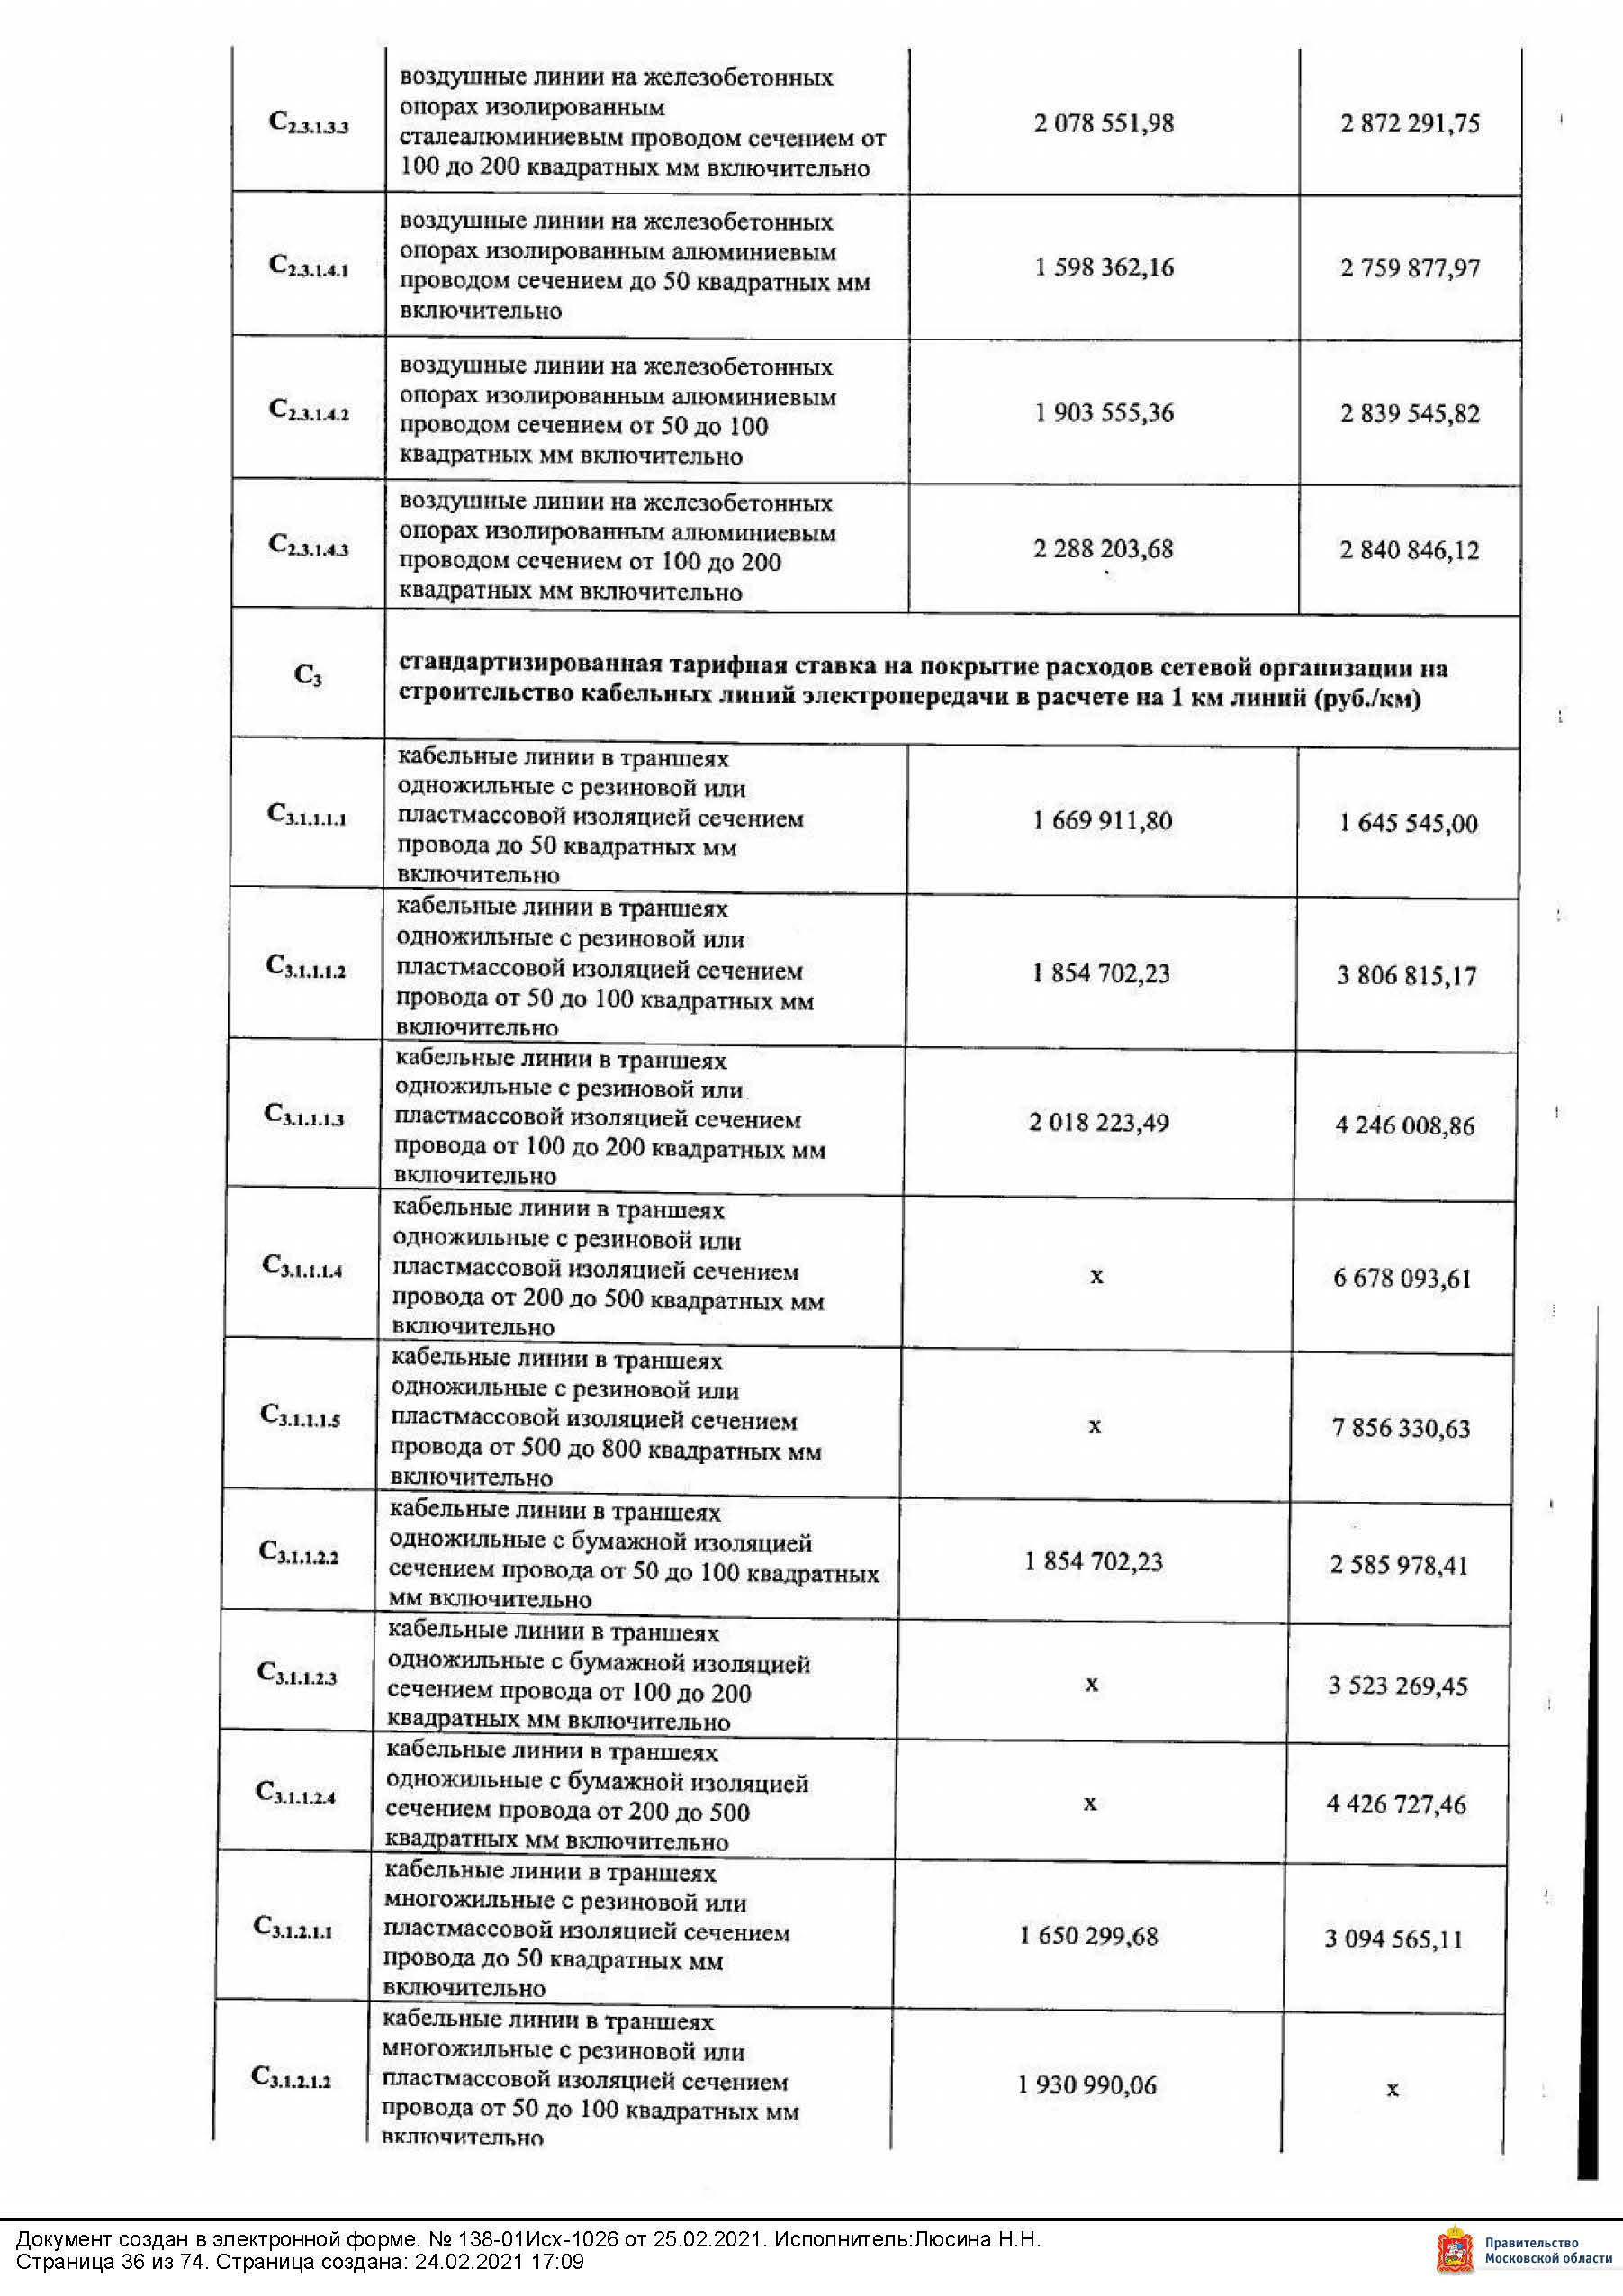 С2.3.1.3.3
воздушные линии на железобетонных
опорах изолированным
сталеалюминиевым проводом сечением от
100 до 200 квадратных мм включительно
2 078 551,98
2 872 291,75
С2.3.1.4.1
воздушные линии на железобетонных
опорах изолированным алюминиевым
проводом сечением до 50 квадратных мм
включительно
1 598 362,16
2 759 877,97
С2.3.1.4.2
воздушные линии на железобетонных
опорах изолированным алюминиевым
проводом сечением от 50 до 100
квадратных мм включительно
1 903 555,36
2 839 545,82
С2.3.1.4.3
воздушные линии на железобетонных
опорах изолированным алюминиевым
проводом сечением от 100 до 200
квадратных мм включительно
2 288 203,68
2 840 846,12
С3
стандартизированная тарифная ставка на покрытие расходов сетевой организации на
строительство кабельных линий электропередачи в расчете на 1 км линий (руб./км)
С3.1.1.1.1
кабельные линии в траншеях
одножильные с резиновой или
пластмассовой изоляцией сечением
провода до 50 квадратных мм
включительно
1 669 911,80
1 645 545,00
С3.1.1.1.2
кабельные линии в траншеях
одножильные с резиновой или
пластмассовой изоляцией сечением
провода от 50 до 100 квадратных мм
включительно
1 854 702,23
3 806 815,17
С3.1.1.1.3
кабельные линии в траншеях
одножильные с резиновой или
пластмассовой изоляцией сечением
провода от 100 до 200 квадратных мм
включительно
2 018 223,49
4 246 008,86
С3.1.1.1.4
кабельные линии в траншеях
одножильные с резиновой или
пластмассовой изоляцией сечением
провода от 200 до 500 квадратных мм
включительно
х
6 678 093,61
С3.1.1.1.5
кабельные линии в траншеях
одножильные с резиновой или
пластмассовой изоляцией сечением
провода от 500 до 800 квадратных мм
включительно
х
7 856 330,63
С3.1.1.2.2
кабельные линии в траншеях
одножильные с бумажной изоляцией
сечением провода от 50 до 100 квадратных
мм включительно
1 854 702,23
2 585 978,41
С3.1.1.2.3
кабельные линии в траншеях
одножильные с бумажной изоляцией
сечением провода от 100 до 200
квадратных мм включительно
х
3 523 269,45
С3.1.1.2.4
кабельные линии в траншеях
одножильные с бумажной изоляцией
сечением провода от 200 до 500
квадратных мм включительно
х
4 426 727,46
С3.1.2.1.1
кабельные линии в траншеях
многожильные с резиновой или
пластмассовой изоляцией сечением
провода до 50 квадратных мм
включительно
1 650 299,68
3 094 565,11
С3.1.2.1.2
кабельные линии в траншеях
многожильные с резиновой или
пластмассовой изоляцией сечением
провода от 50 до 100 квадратных мм
включительно
1 930 990,06
х
Документ создан в электронной форме. № 138-01Исх-1026 от 25.02.2021. Исполнитель:Люсина Н.Н.
Страница 36 из 74. Страница создана: 24.02.2021 17:09
Правительство
Московской области